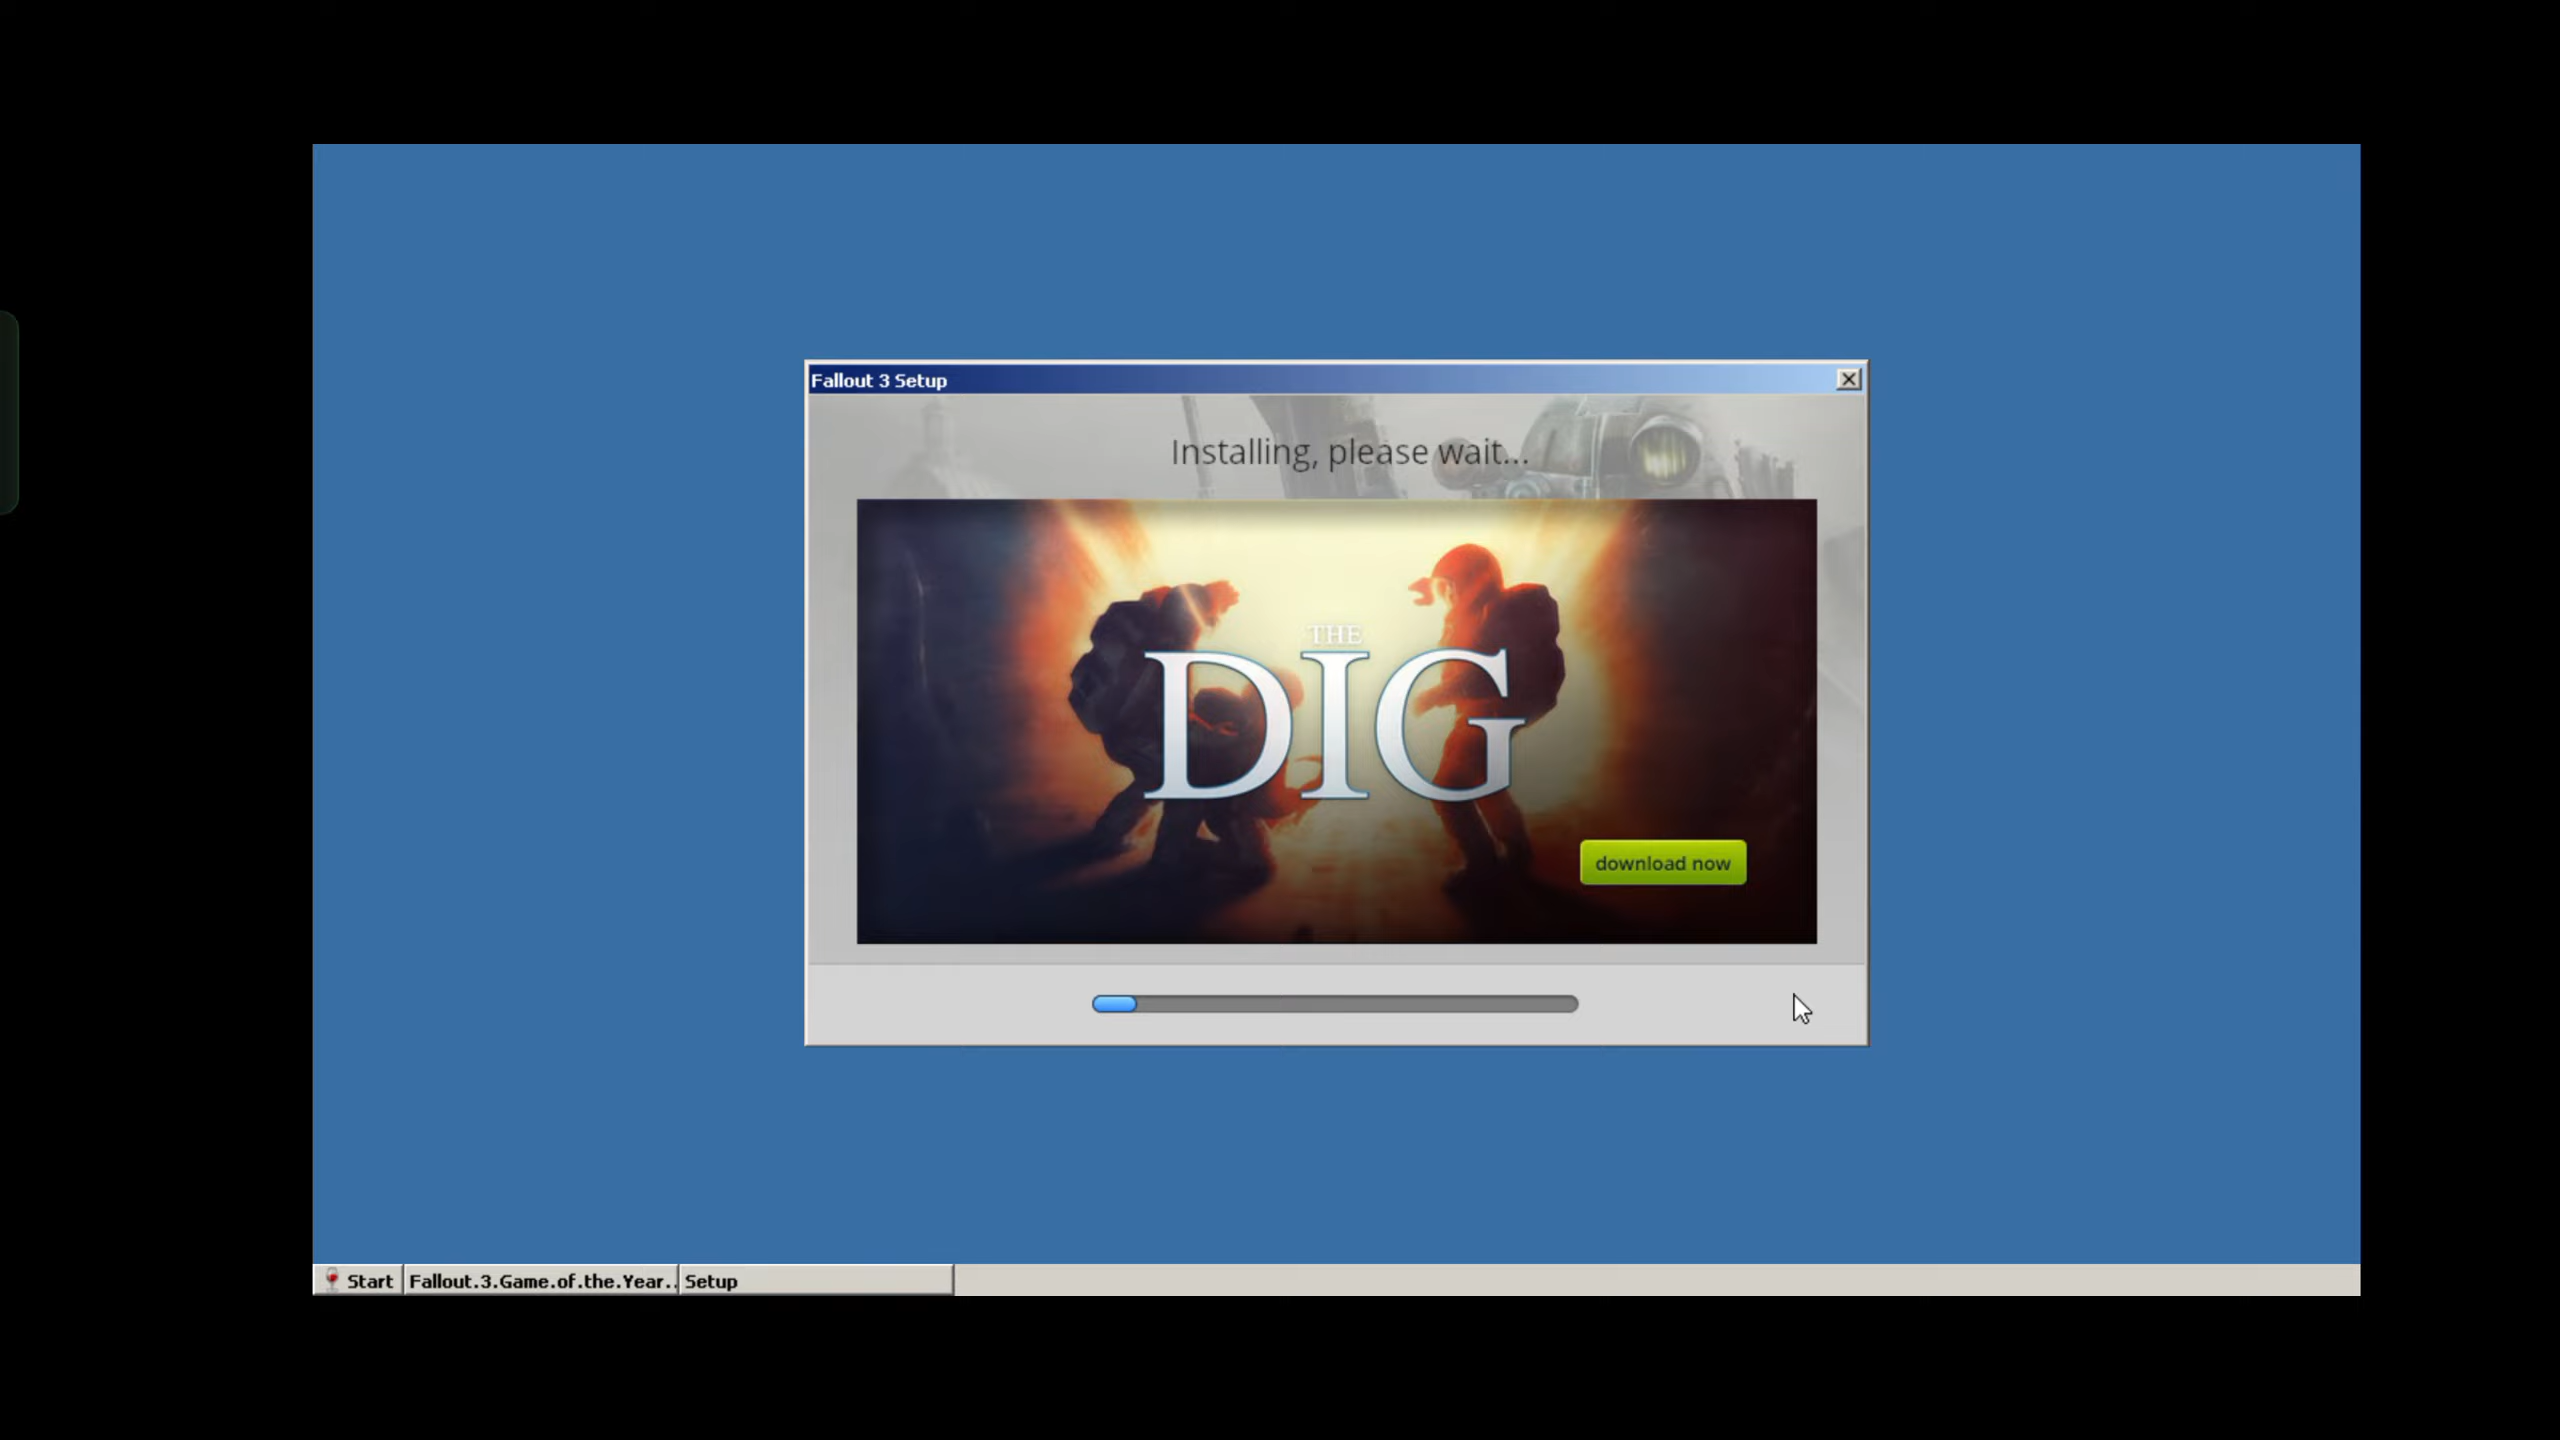 Fallout 3 Setup
Installing, please wait...
THE
DIG
download now
Start
Fallout.3.Game.of.the.Year..
Setup